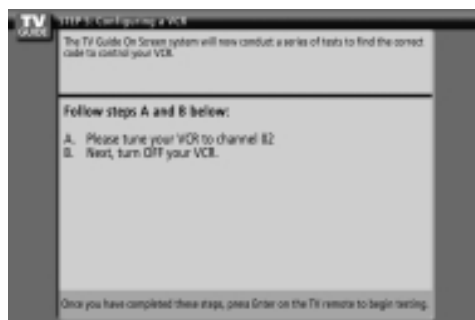 TV
GUIDE
STEP 5: Configuring a VCR
The TV Guide On Screen system will now conduct a series of tests to find the correct
code to control your VCR.
Follow steps A and B below:
A. Please tune your VCR to channel 02
B. Next, turn OFF your VCR.
Once you have completed these steps, press Enter on the TV remote to begin testing.